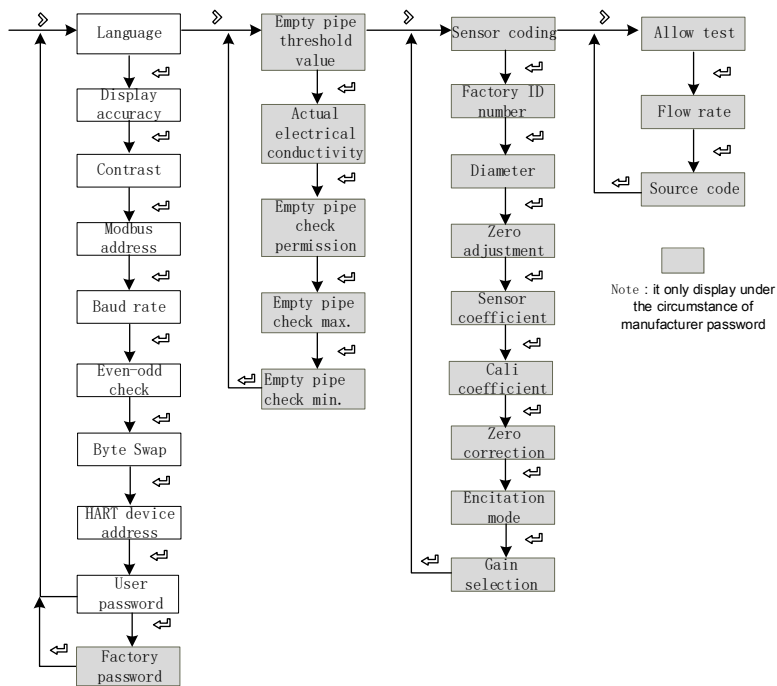 Language
Display
accuracy
Contrast
Modbus
address
Baud rate
Even-odd
check
Byte Swap
HART device
address
User
password
Factory
password
Empty pipe
threshold
value
Actual
electrical
conductivity
Empty pipe
check
permission
Empty pipe
check max.
Empty pipe
check min.
Sensor coding
Factory ID
number
Diameter
Zero
adjustment
Sensor
coefficient
Cali
coefficient
Zero
correction
Encitation
mode
Gain
selection
Allow test
Flow rate
Source code
Note : it only display under
the circumstance of
manufacturer password